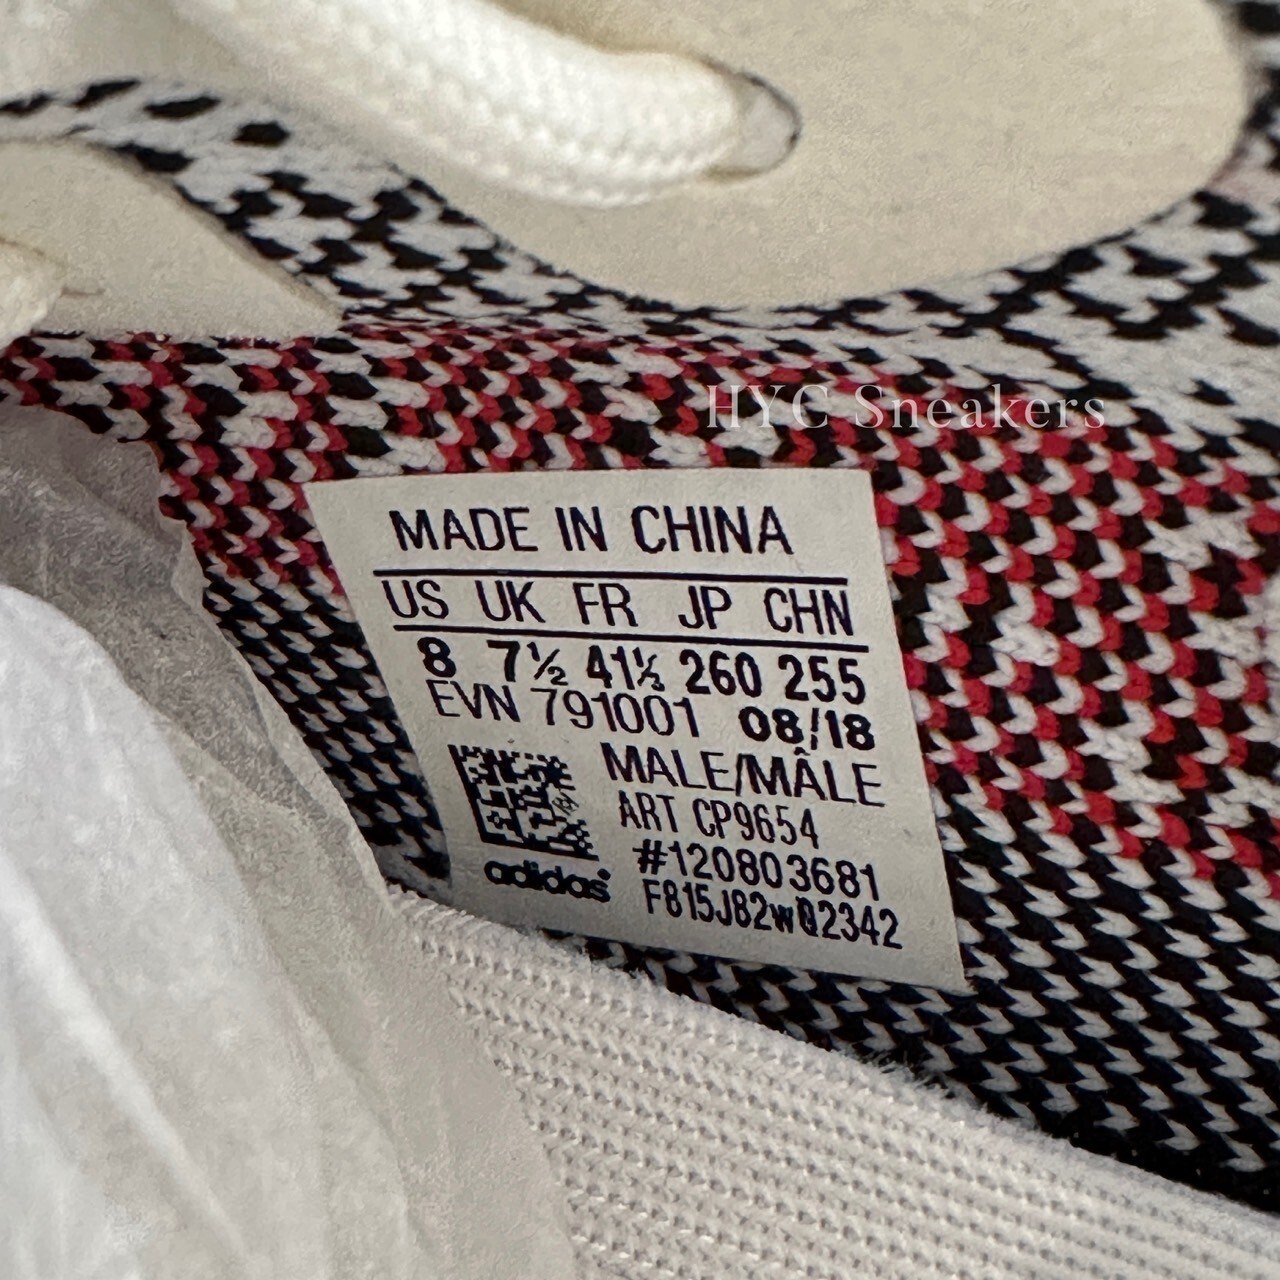 HYC Sneakers
MADE IN CHINA
US UK FR JP CHN
8 7½ 41⅓ 260 255
EVN 791001 08/18
MALE/MÂLE
ART CP9654
#120803681
F815J82W02342
adidas